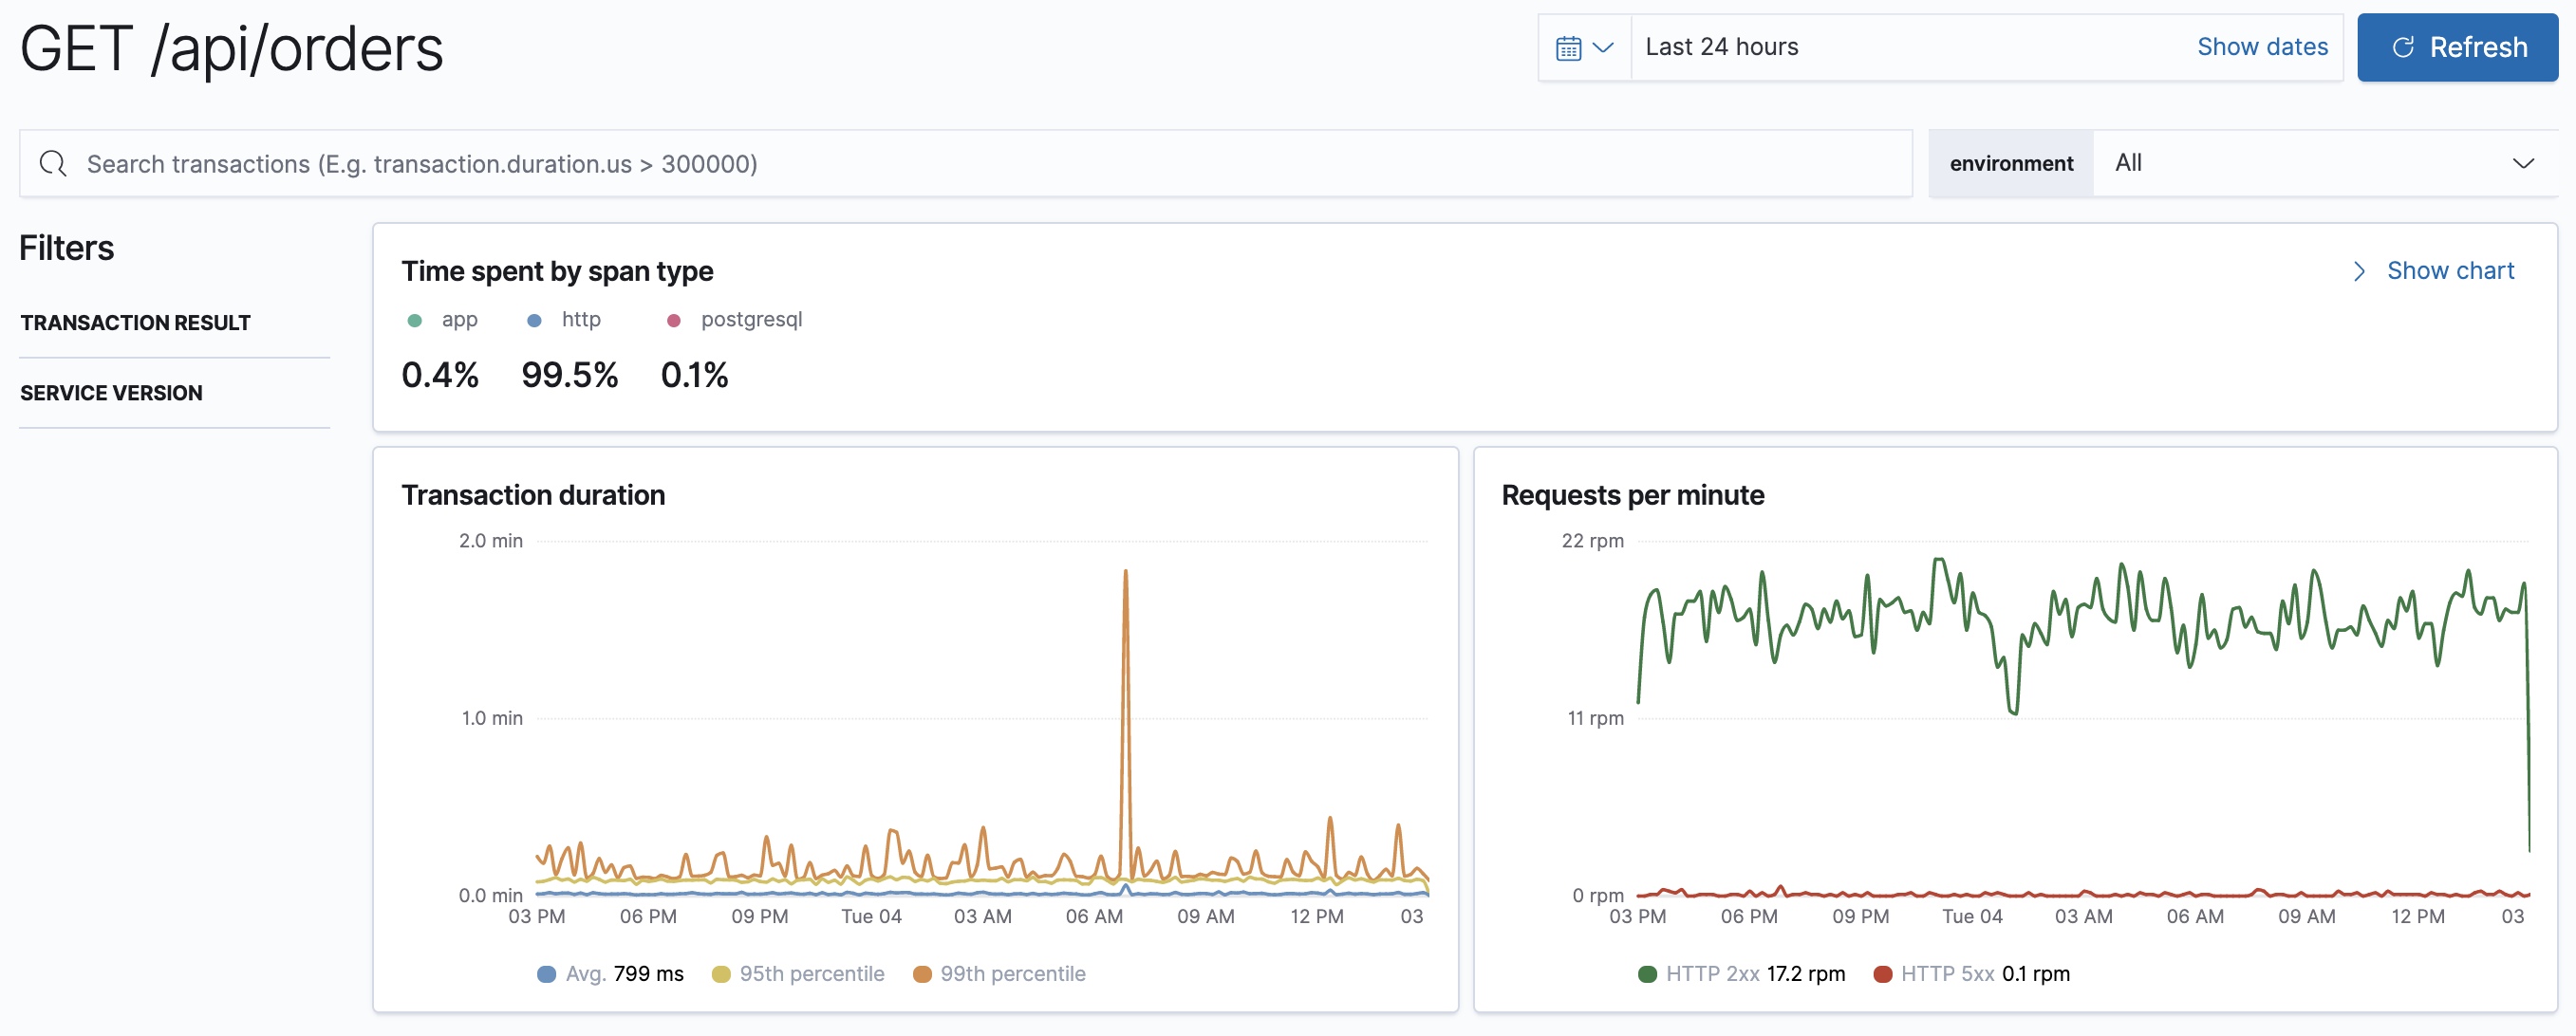 GET /api/orders
Last 24 hours Show dates Refresh
Search transactions (E.g. transaction.duration.us > 300000) environment All
Filters
TRANSACTION RESULT
SERVICE VERSION
Time spent by span type Show chart
app http postgresql
0.4% 99.5% 0.1%
Transaction duration
2.0 min
1.0 min
0.0 min
03 PM 06 PM 09 PM Tue 04 03 AM 06 AM 09 AM 12 PM 03
Avg. 799 ms 95th percentile 99th percentile
Requests per minute
22 rpm
11 rpm
0 rpm
03 PM 06 PM 09 PM Tue 04 03 AM 06 AM 09 AM 12 PM 03
HTTP 2xx 17.2 rpm HTTP 5xx 0.1 rpm